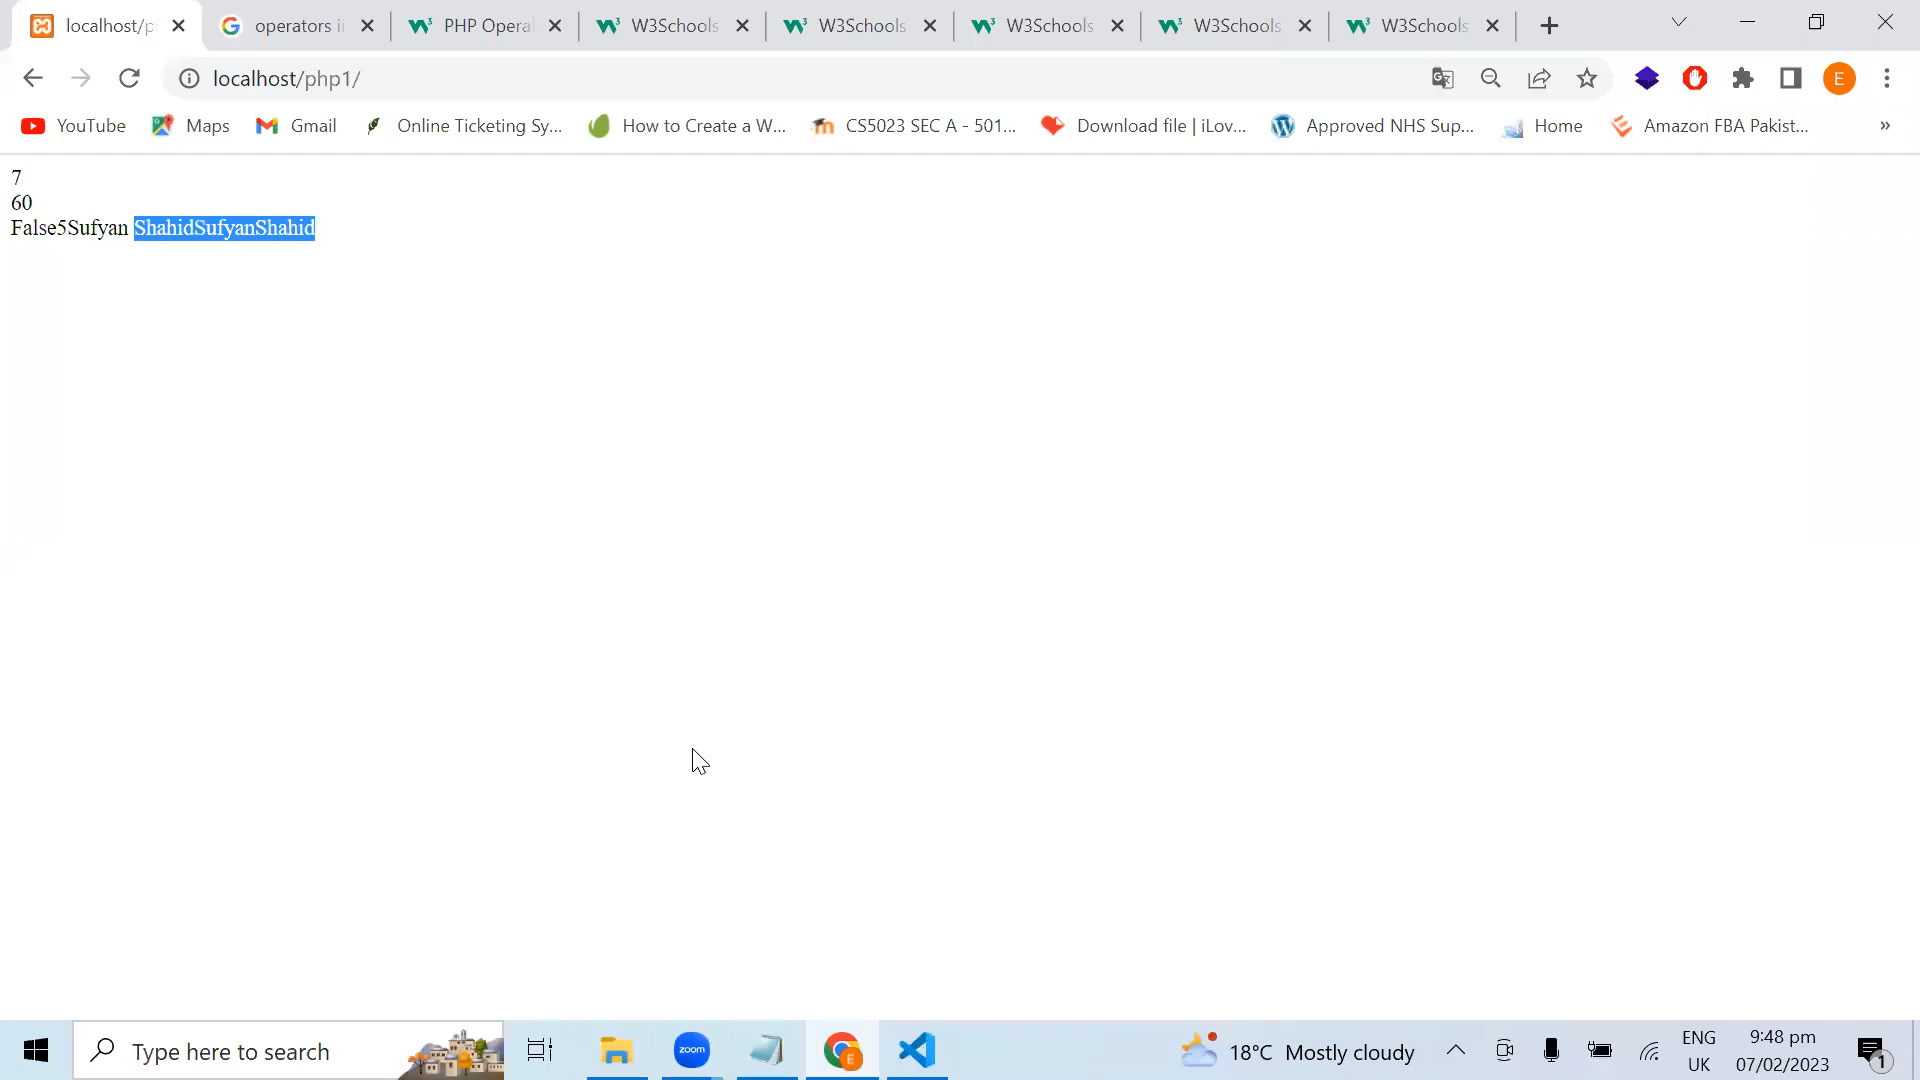 localhost/p
operators i
PHP Opera
W3Schools
W3Schools
W3Schools
W3Schools
W3Schools
localhost/php1/
E
YouTube
Maps
Gmail
Online Ticketing Sy...
How to Create a W...
CS5023 SEC A - 501...
Download file | iLov...
Approved NHS Sup...
Home
Amazon FBA Pakist...
»
7
60
False5Sufyan ShahidSufyanShahid
Type here to search
zoom
E
18°C Mostly cloudy
ENG
UK
9:48 pm
07/02/2023
1